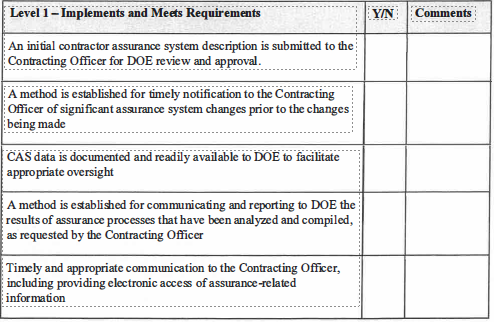 Level 1 – Implements and Meets Requirements Y/N Comments
An initial contractor assurance system description is submitted to the
Contracting Officer for DOE review and approval.
A method is established for timely notification to the Contracting
Officer of significant assurance system changes prior to the changes
being made
CAS data is documented and readily available to DOE to facilitate
appropriate oversight
A method is established for communicating and reporting to DOE the
results of assurance processes that have been analyzed and compiled,
as requested by the Contracting Officer
Timely and appropriate communication to the Contracting Officer,
including providing electronic access of assurance-related
information